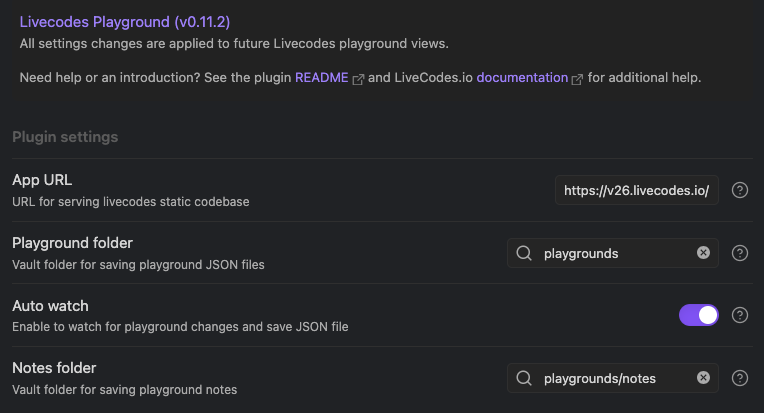 Livecodes Playground (v0.11.2)
All settings changes are applied to future Livecodes playground views.
Need help or an introduction? See the plugin README and LiveCodes.io documentation for additional help.
Plugin settings
App URL
URL for serving livecodes static codebase
https://v26.livecodes.io/
Playground folder
Vault folder for saving playground JSON files
playgrounds
Auto watch
Enable to watch for playground changes and save JSON file
Notes folder
Vault folder for saving playground notes
playgrounds/notes